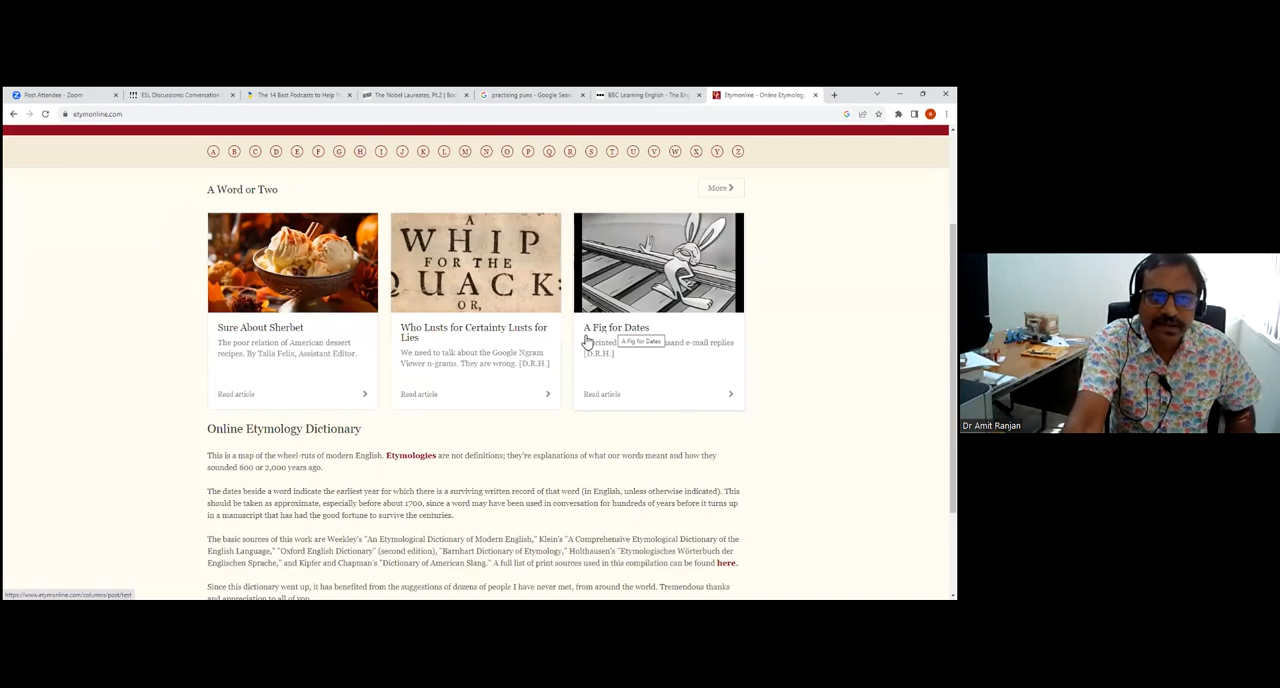 Post Attendee - Zoom
ESL Discussions: Conversation
The 14 Best Podcasts to Help Y
The Nobel Laureates, Pt.2 | Boo
practising puns - Google Sear
BBC Learning English - The En
Etymonline - Online Etymology
etymonline.com
A B C D E F G H I J K L M N O P Q R S T U V W X Y Z
A Word or Two
More
A
WHIP
FOR THE
QUACK:
OR,
Sure About Sherbet
The poor relation of American dessert
recipes. By Talia Felix, Assistant Editor.
Read article
Who Lusts for Certainty Lusts for
Lies
We need to talk about the Google Ngram
Viewer n-grams. They are wrong. [D.R.H.]
Read article
A Fig for Dates
A Fig for Dates
printed
sand e-mail replies
[D.R.H.]
Read article
Online Etymology Dictionary
This is a map of the wheel-ruts of modern English. Etymologies are not definitions; they're explanations of what our words meant and how they
sounded 600 or 2,000 years ago.
The dates beside a word indicate the earliest year for which there is a surviving written record of that word (in English, unless otherwise indicated). This
should be taken as approximate, especially before about 1700, since a word may have been used in conversation for hundreds of years before it turns up
in a manuscript that has had the good fortune to survive the centuries.
The basic sources of this work are Weekley's "An Etymological Dictionary of Modern English," Klein's "A Comprehensive Etymological Dictionary of the
English Language," "Oxford English Dictionary" (second edition), "Barnhart Dictionary of Etymology," Holthausen's "Etymologisches Wörterbuch der
Englischen Sprache," and Kipfer and Chapman's "Dictionary of American Slang." A full list of print sources used in this compilation can be found here.
Since this dictionary went up, it has benefited from the suggestions of dozens of people I have never met, from around the world. Tremendous thanks
and appreciation to all of you.
https://www.etymonline.com/columns/post/test
Dr Amit Ranjan